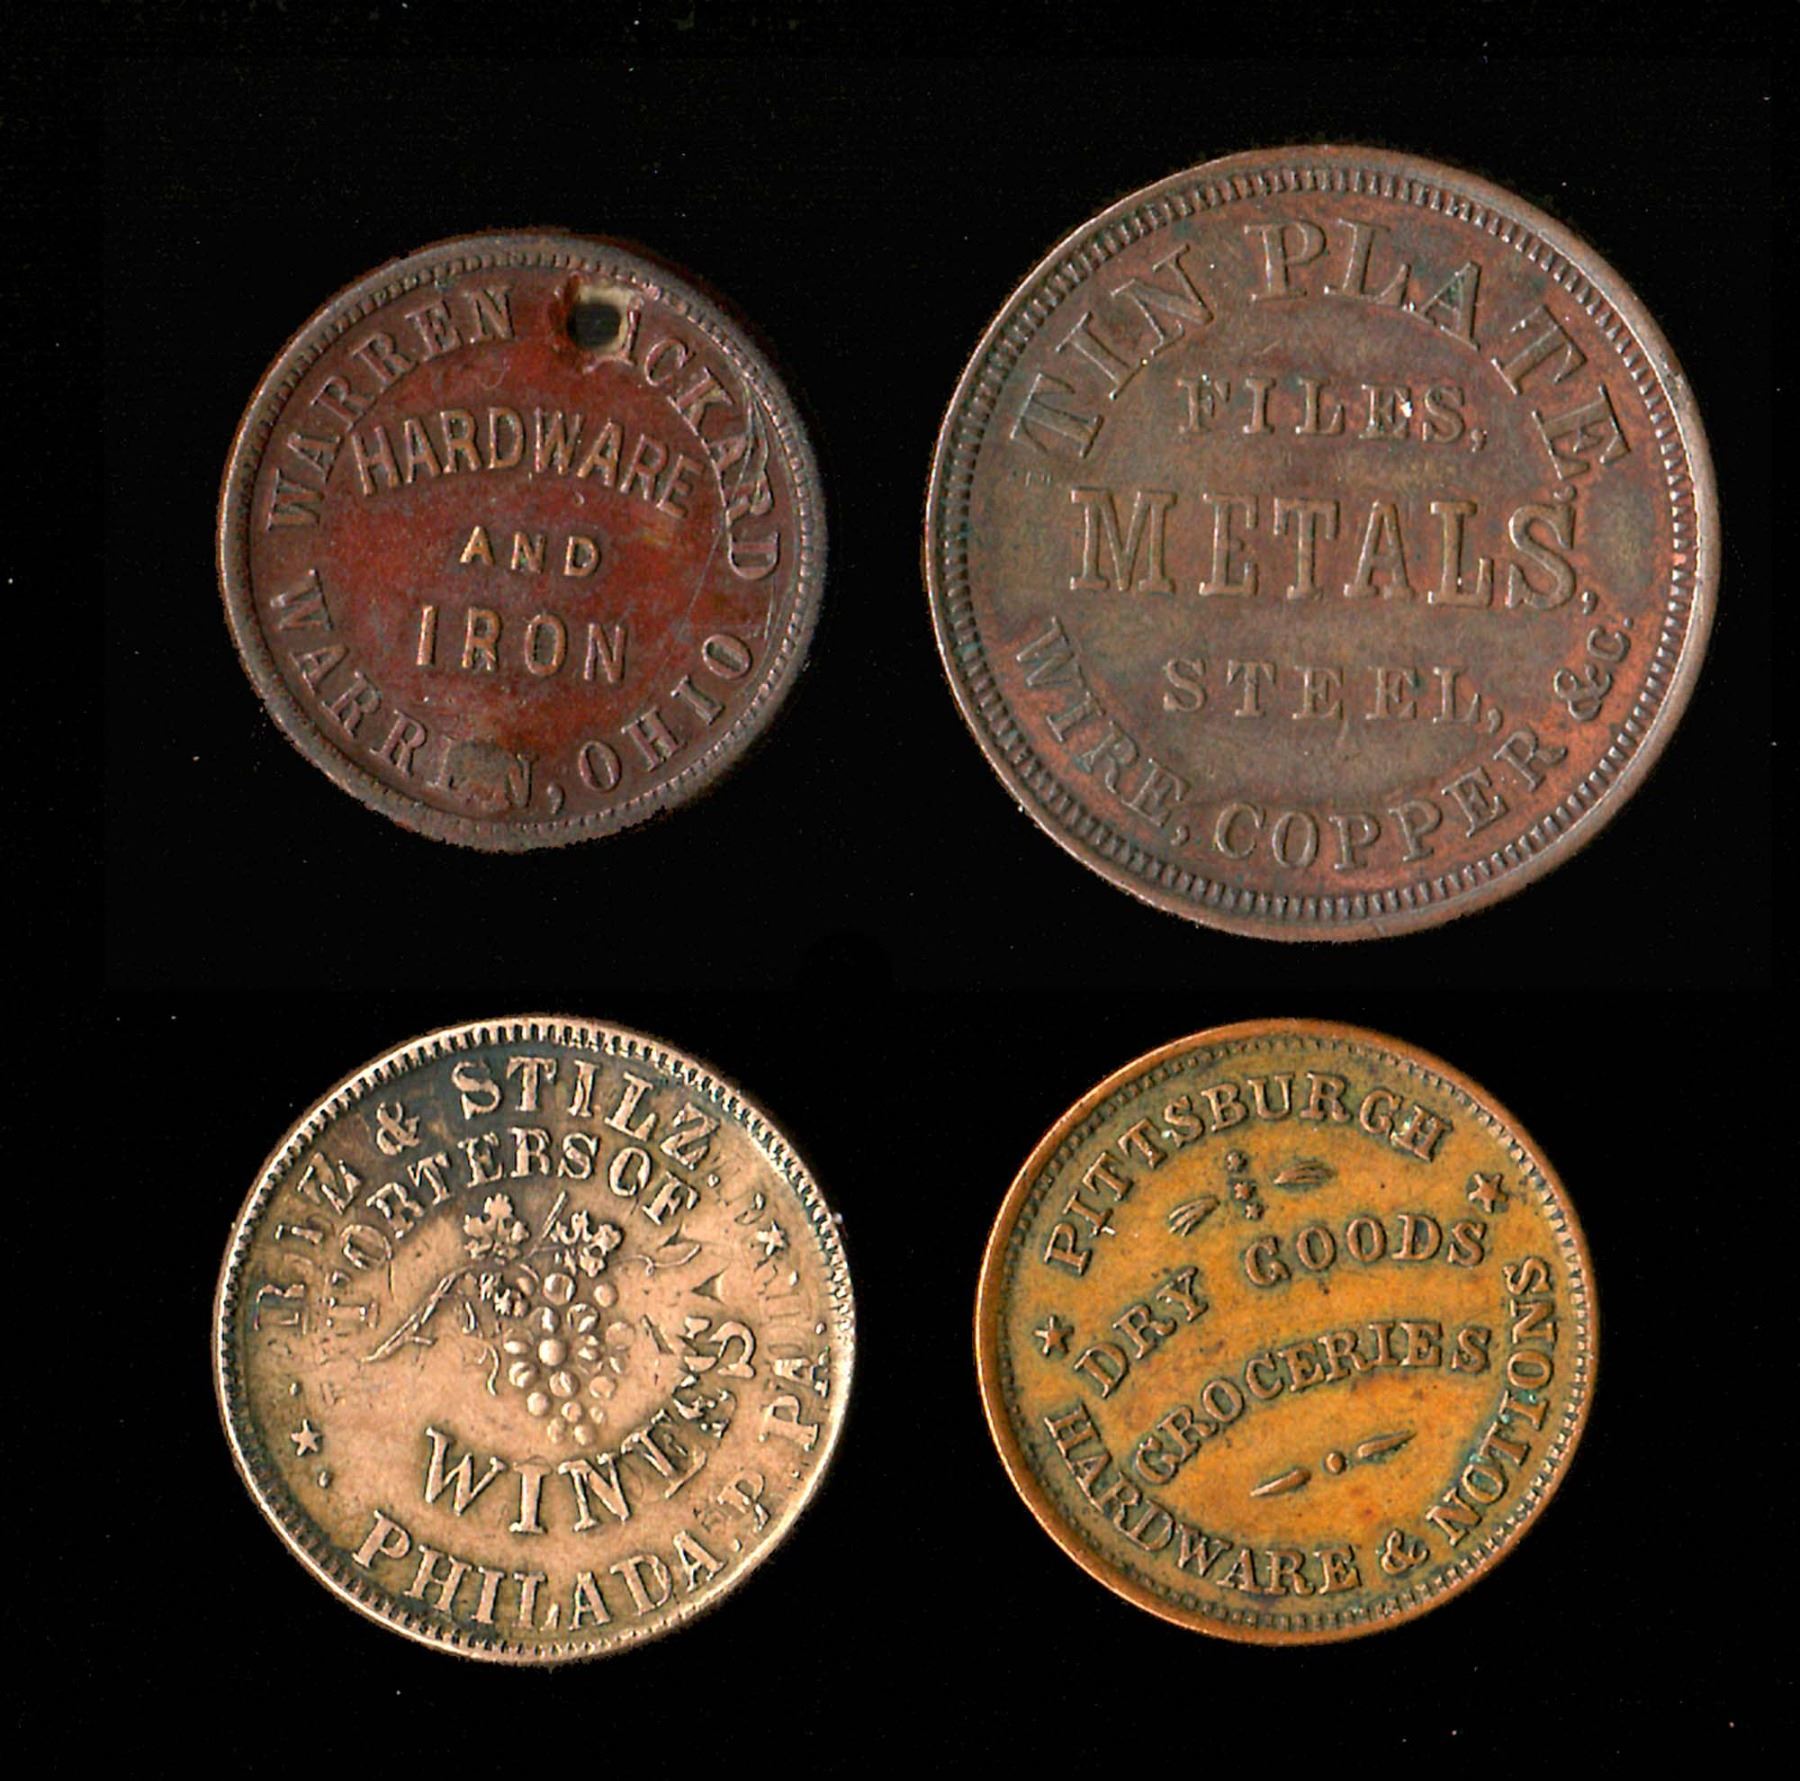 WARREN PACKARD
HARDWARE
AND
IRON
WARREN, OHIO
TIN PLATE
FILES,
METALS,
STEEL,
WIRE, COPPER &c.
& STILZ.
WINES
PHILADA. PA.
PITTSBURGH
DRY GOODS
GROCERIES
HARDWARE & NOTIONS